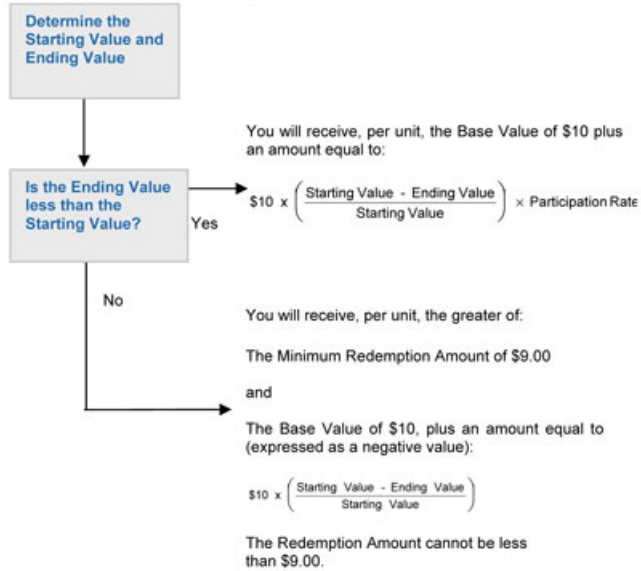 Determine the
Starting Value and
Ending Value
You will receive, per unit, the Base Value of $10 plus
an amount equal to:
Is the Ending Value
less than the
Starting Value?
Yes
$10 x ( Starting Value - Ending Value / Starting Value ) × Participation Rate
No
You will receive, per unit, the greater of:
The Minimum Redemption Amount of $9.00
and
The Base Value of $10, plus an amount equal to
(expressed as a negative value):
$10 x ( Starting Value - Ending Value / Starting Value )
The Redemption Amount cannot be less
than $9.00.